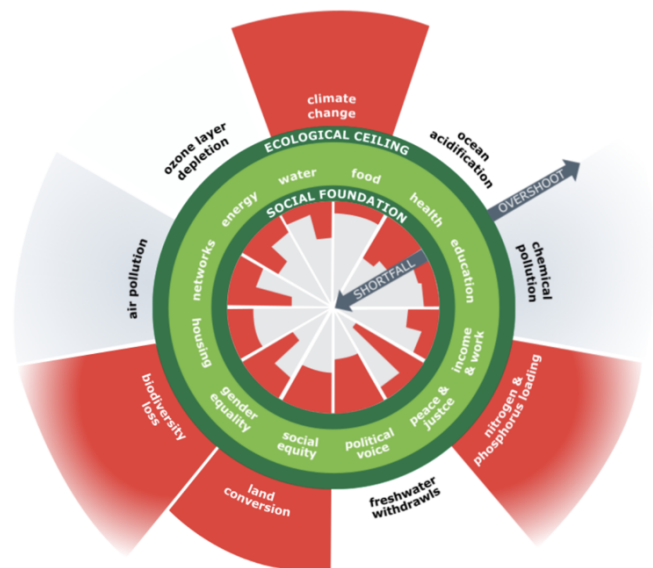 climate
change
ozone layer
depletion
ocean
acidification
ECOLOGICAL CEILING
OVERSHOOT
water
food
energy
health
SOCIAL FOUNDATION
networks
education
SHORTFALL
air pollution
chemical
pollution
housing
income
& work
gender
equality
peace &
justce
social
equity
political
voice
biodiversity
loss
nitrogen &
phosphorus loading
land
conversion
freshwater
withdrawls